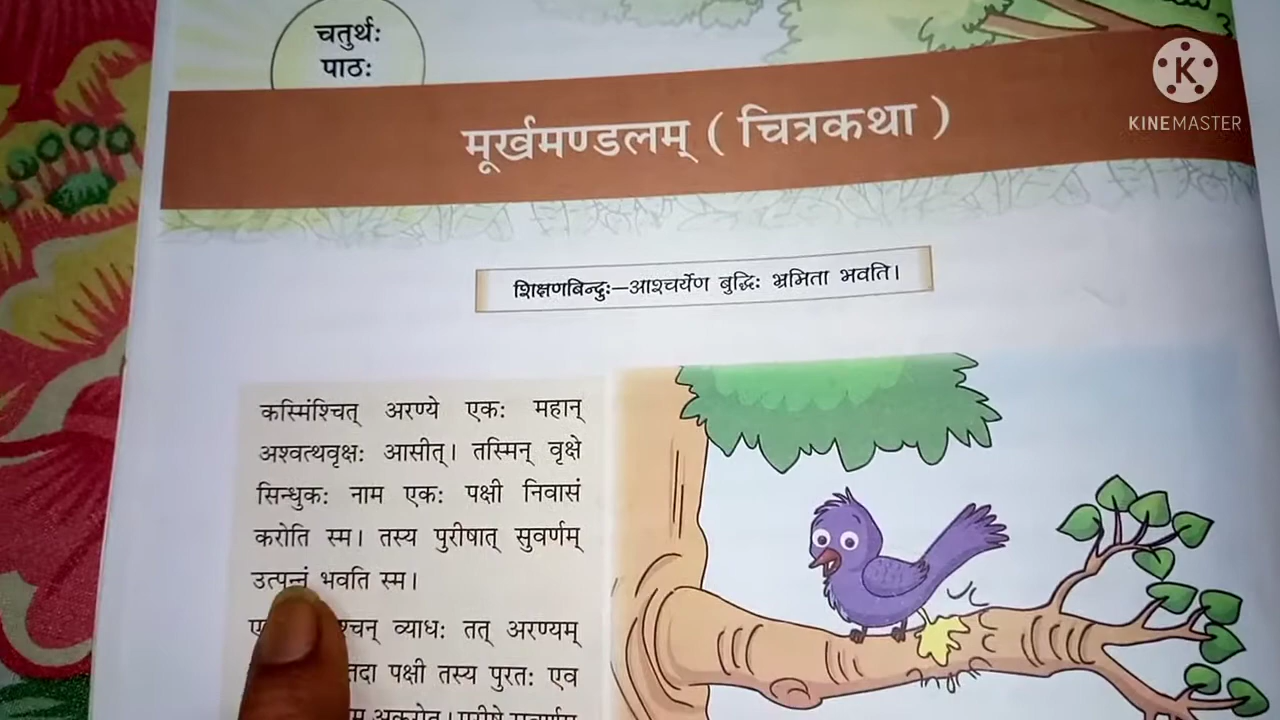 चतुर्थः
पाठः
K
KINEMASTER
मूर्खमण्डलम् ( चित्रकथा )
शिक्षणबिन्दुः—आश्चर्येण बुद्धिः भ्रमिता भवति।
कस्मिंश्चित् अरण्ये एकः महान्
अश्वत्थवृक्षः आसीत्। तस्मिन् वृक्षे
सिन्धुकः नाम एकः पक्षी निवासं
करोति स्म। तस्य पुरीषात् सुवर्णम्
उत्पन्नं भवति स्म।
व्याधः तत् अरण्यम्
पक्षी तस्य पुरतः एव